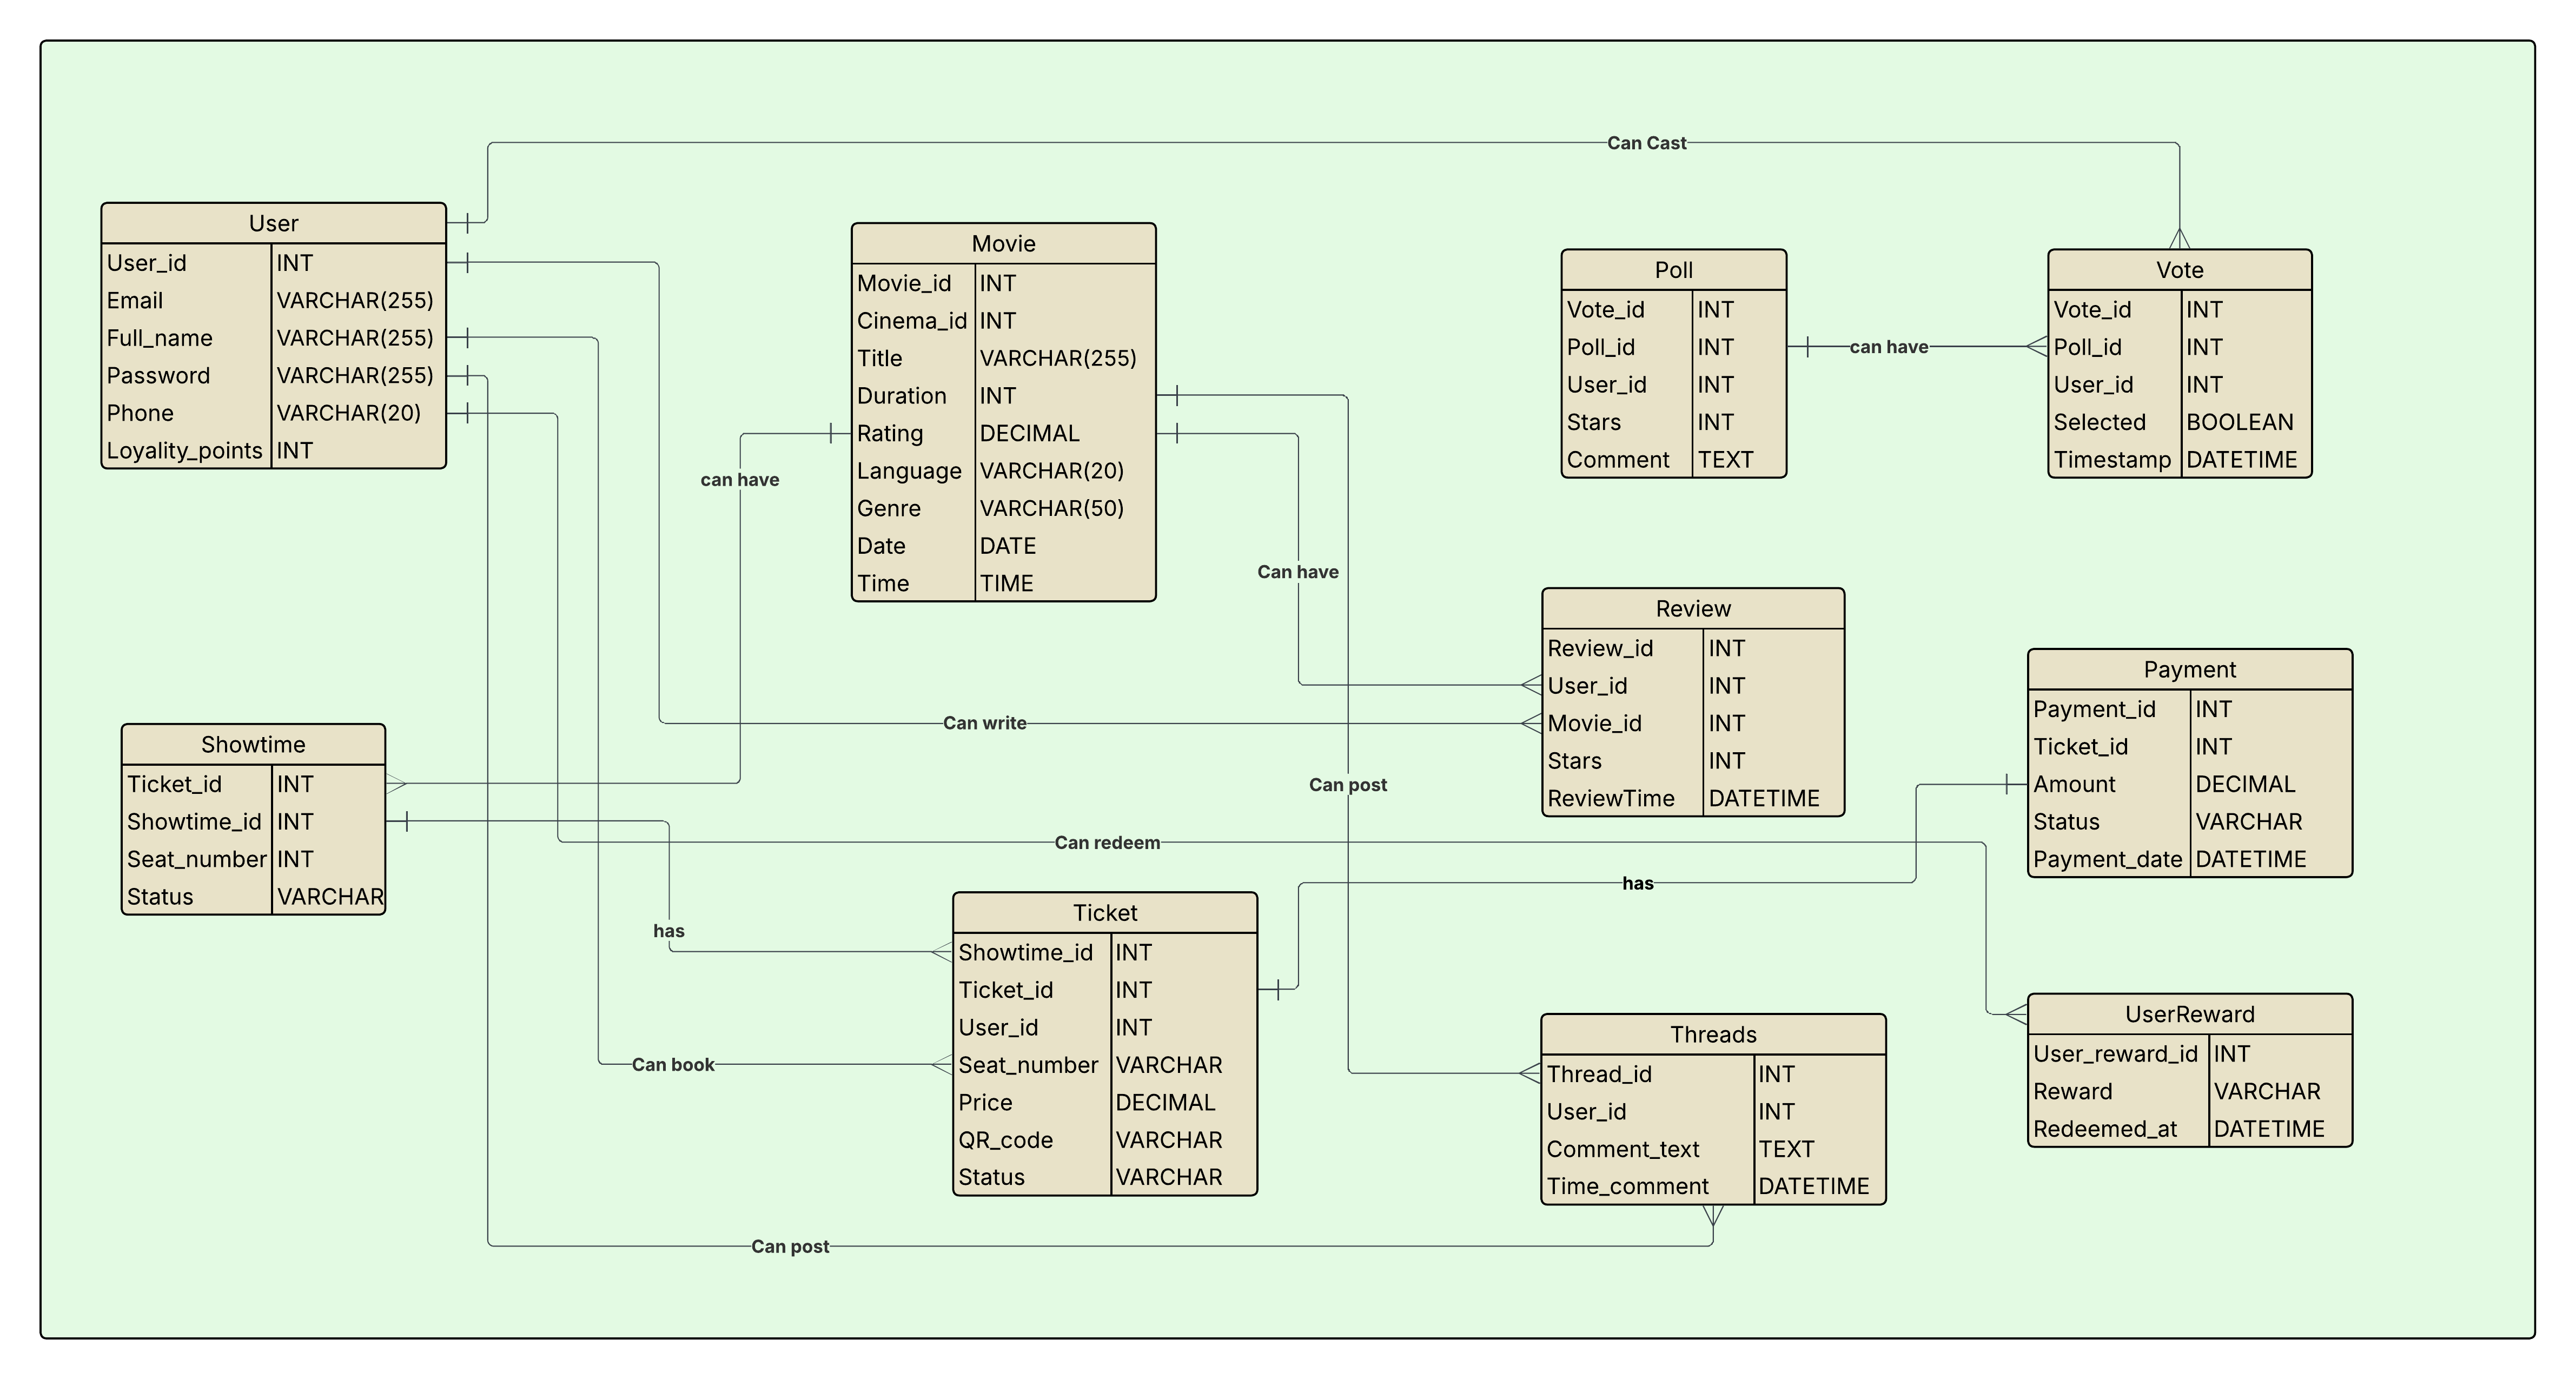 Can Cast
User
User_id INT
Email VARCHAR(255)
Full_name VARCHAR(255)
Password VARCHAR(255)
Phone VARCHAR(20)
Loyality_points INT
Movie
Movie_id INT
Cinema_id INT
Title VARCHAR(255)
Duration INT
Rating DECIMAL
Language VARCHAR(20)
Genre VARCHAR(50)
Date DATE
Time TIME
Poll
Vote_id INT
Poll_id INT
User_id INT
Stars INT
Comment TEXT
can have
Vote
Vote_id INT
Poll_id INT
User_id INT
Selected BOOLEAN
Timestamp DATETIME
can have
Can have
Review
Review_id INT
User_id INT
Movie_id INT
Stars INT
ReviewTime DATETIME
Can write
Payment
Payment_id INT
Ticket_id INT
Amount DECIMAL
Status VARCHAR
Payment_date DATETIME
Showtime
Ticket_id INT
Showtime_id INT
Seat_number INT
Status VARCHAR
Can post
Can redeem
has
has
Ticket
Showtime_id INT
Ticket_id INT
User_id INT
Seat_number VARCHAR
Price DECIMAL
QR_code VARCHAR
Status VARCHAR
Can book
Threads
Thread_id INT
User_id INT
Comment_text TEXT
Time_comment DATETIME
UserReward
User_reward_id INT
Reward VARCHAR
Redeemed_at DATETIME
Can post